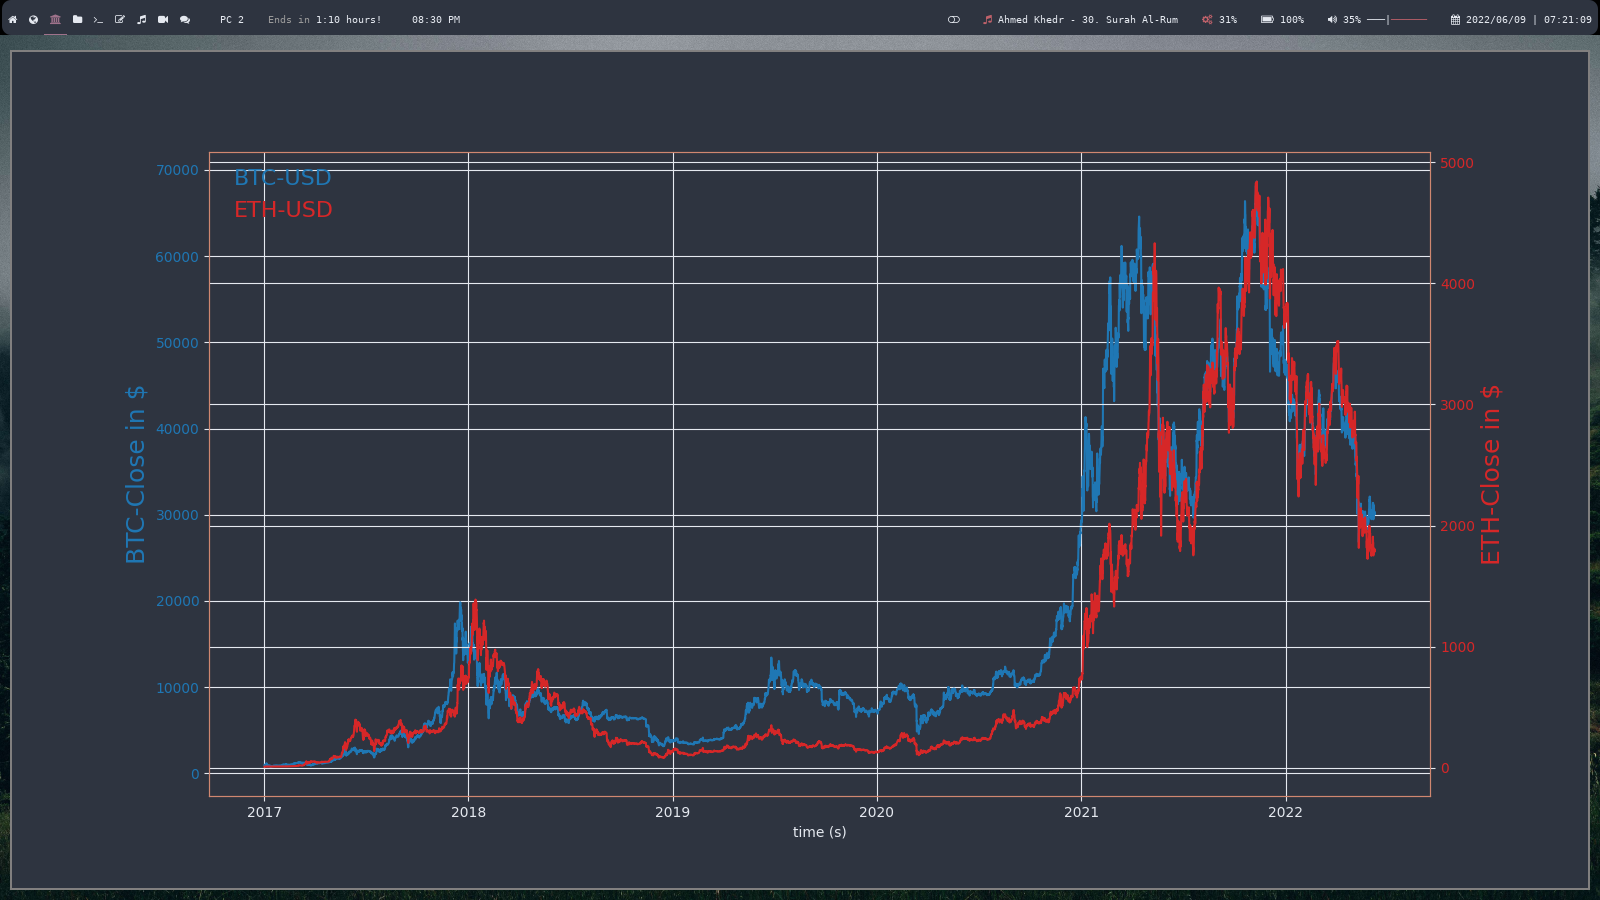 PC 2 Ends in 1:10 hours! 08:30 PM Ahmed Khedr - 30. Surah Al-Rum 31% 100% 35% 2022/06/09 | 07:21:09
BTC-USD
ETH-USD
70000
60000
50000
40000
30000
20000
10000
0
BTC-Close in $
5000
4000
3000
2000
1000
0
ETH-Close in $
2017 2018 2019 2020 2021 2022
time (s)